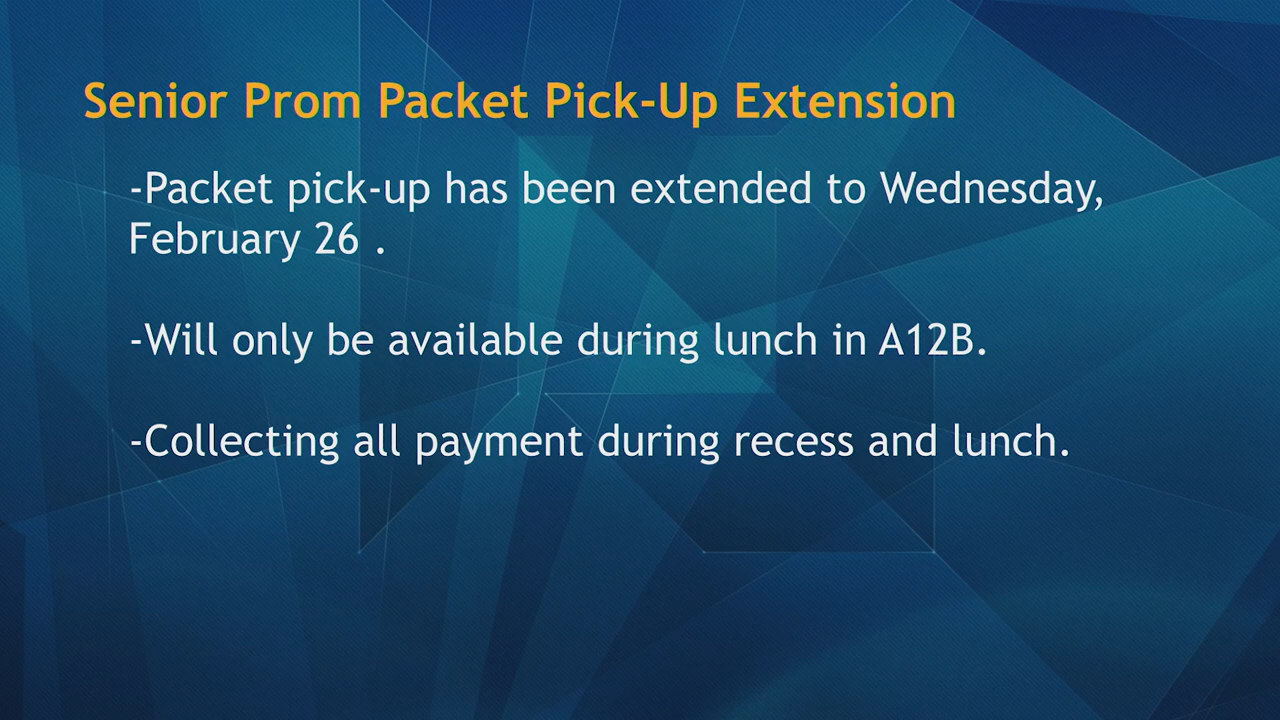 Senior Prom Packet Pick-Up Extension
-Packet pick-up has been extended to Wednesday,
February 26 .
-Will only be available during lunch in A12B.
-Collecting all payment during recess and lunch.